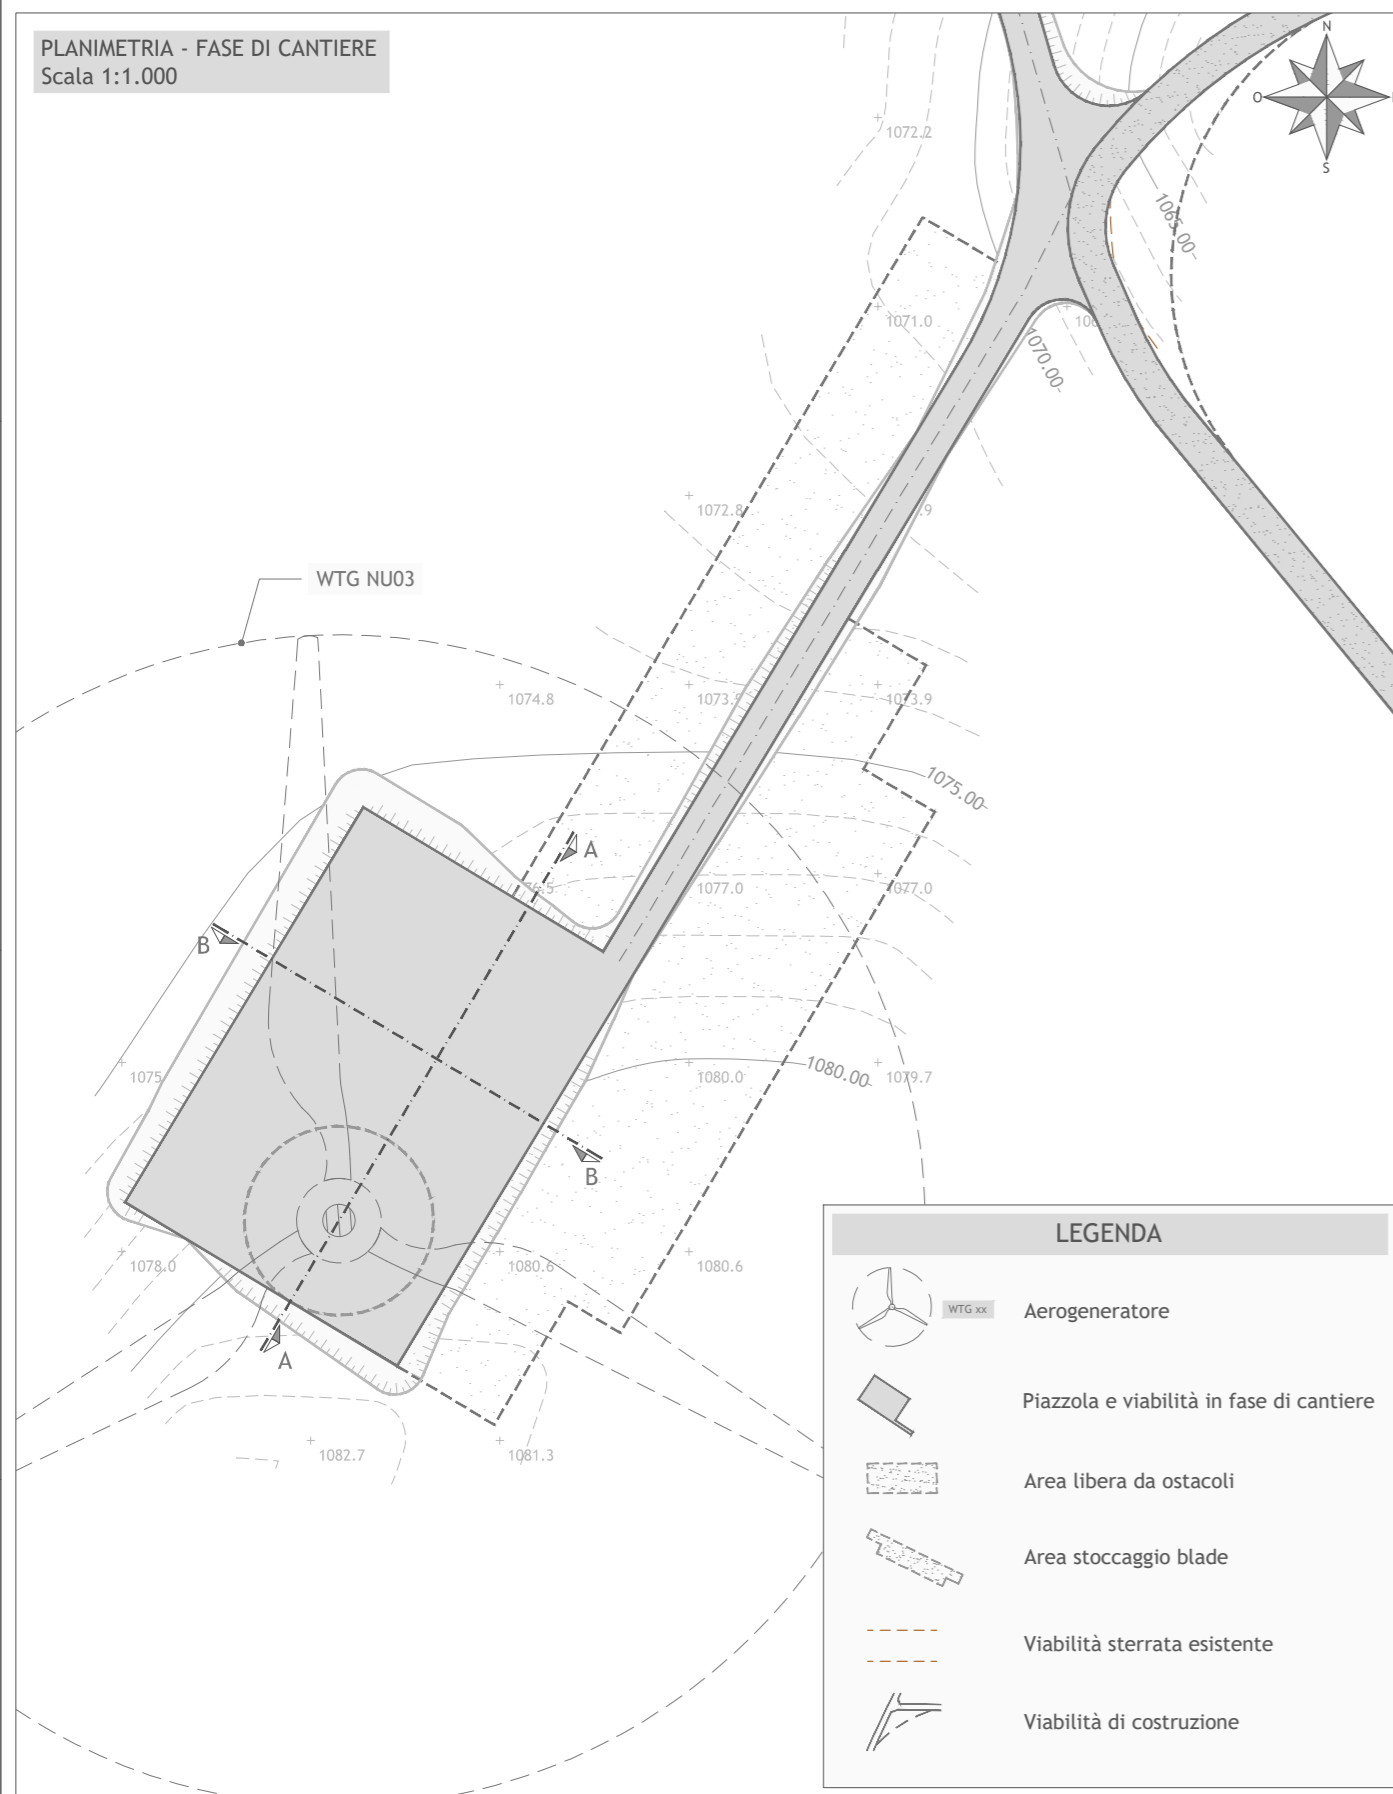 PLANIMETRIA - FASE DI CANTIERE
Scala 1:1.000
N
O
S
1072.2
1065.00
1071.0
1070.00
1072.8
WTG NU03
1074.8
1073.9
1075.00
A
1077.0
1077.0
B
1075
1080.0
1080.00
1079.7
B
1078.0
1080.6
1080.6
A
1082.7
1081.3
LEGENDA
WTG xx
Aerogeneratore
Piazzola e viabilità in fase di cantiere
Area libera da ostacoli
Area stoccaggio blade
Viabilità sterrata esistente
Viabilità di costruzione